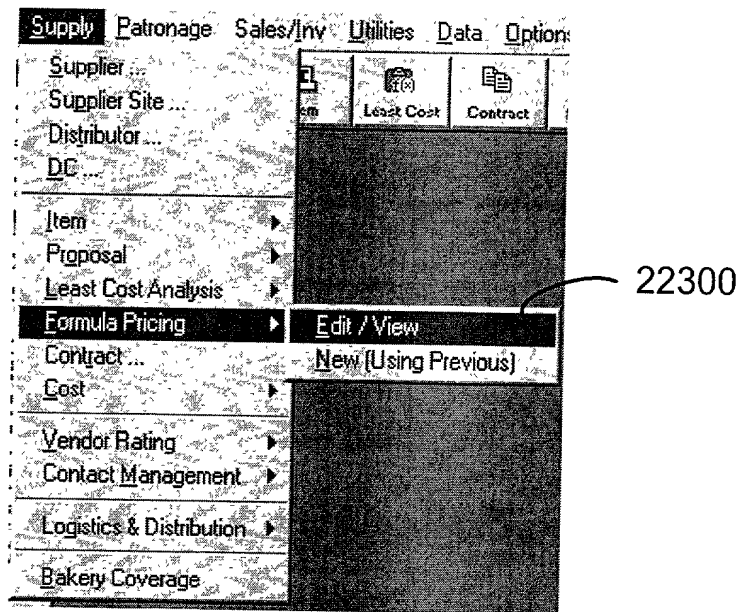 Supply Patronage Sales/Inv Utilities Data Options
Supplier ...
Supplier Site ...
Distributor ...
DC ...
Least Cost
Contract
Item
Proposal
Least Cost Analysis
Formula Pricing
Edit / View
22300
New (Using Previous)
Contract ...
Cost
Vendor Rating
Contact Management
Logistics & Distribution
Bakery Coverage